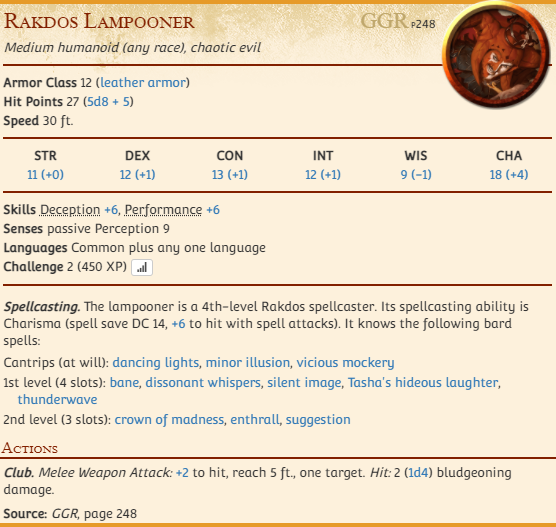 Rakdos Lampooner
GGR P248
Medium humanoid (any race), chaotic evil
Armor Class 12 (leather armor)
Hit Points 27 (5d8 + 5)
Speed 30 ft.
STR DEX CON INT WIS CHA
11 (+0) 12 (+1) 13 (+1) 12 (+1) 9 (−1) 18 (+4)
Skills Deception +6, Performance +6
Senses passive Perception 9
Languages Common plus any one language
Challenge 2 (450 XP)
Spellcasting. The lampooner is a 4th-level Rakdos spellcaster. Its spellcasting ability is
Charisma (spell save DC 14, +6 to hit with spell attacks). It knows the following bard
spells:
Cantrips (at will): dancing lights, minor illusion, vicious mockery
1st level (4 slots): bane, dissonant whispers, silent image, Tasha's hideous laughter,
thunderwave
2nd level (3 slots): crown of madness, enthrall, suggestion
Actions
Club. Melee Weapon Attack: +2 to hit, reach 5 ft., one target. Hit: 2 (1d4) bludgeoning
damage.
Source: GGR, page 248